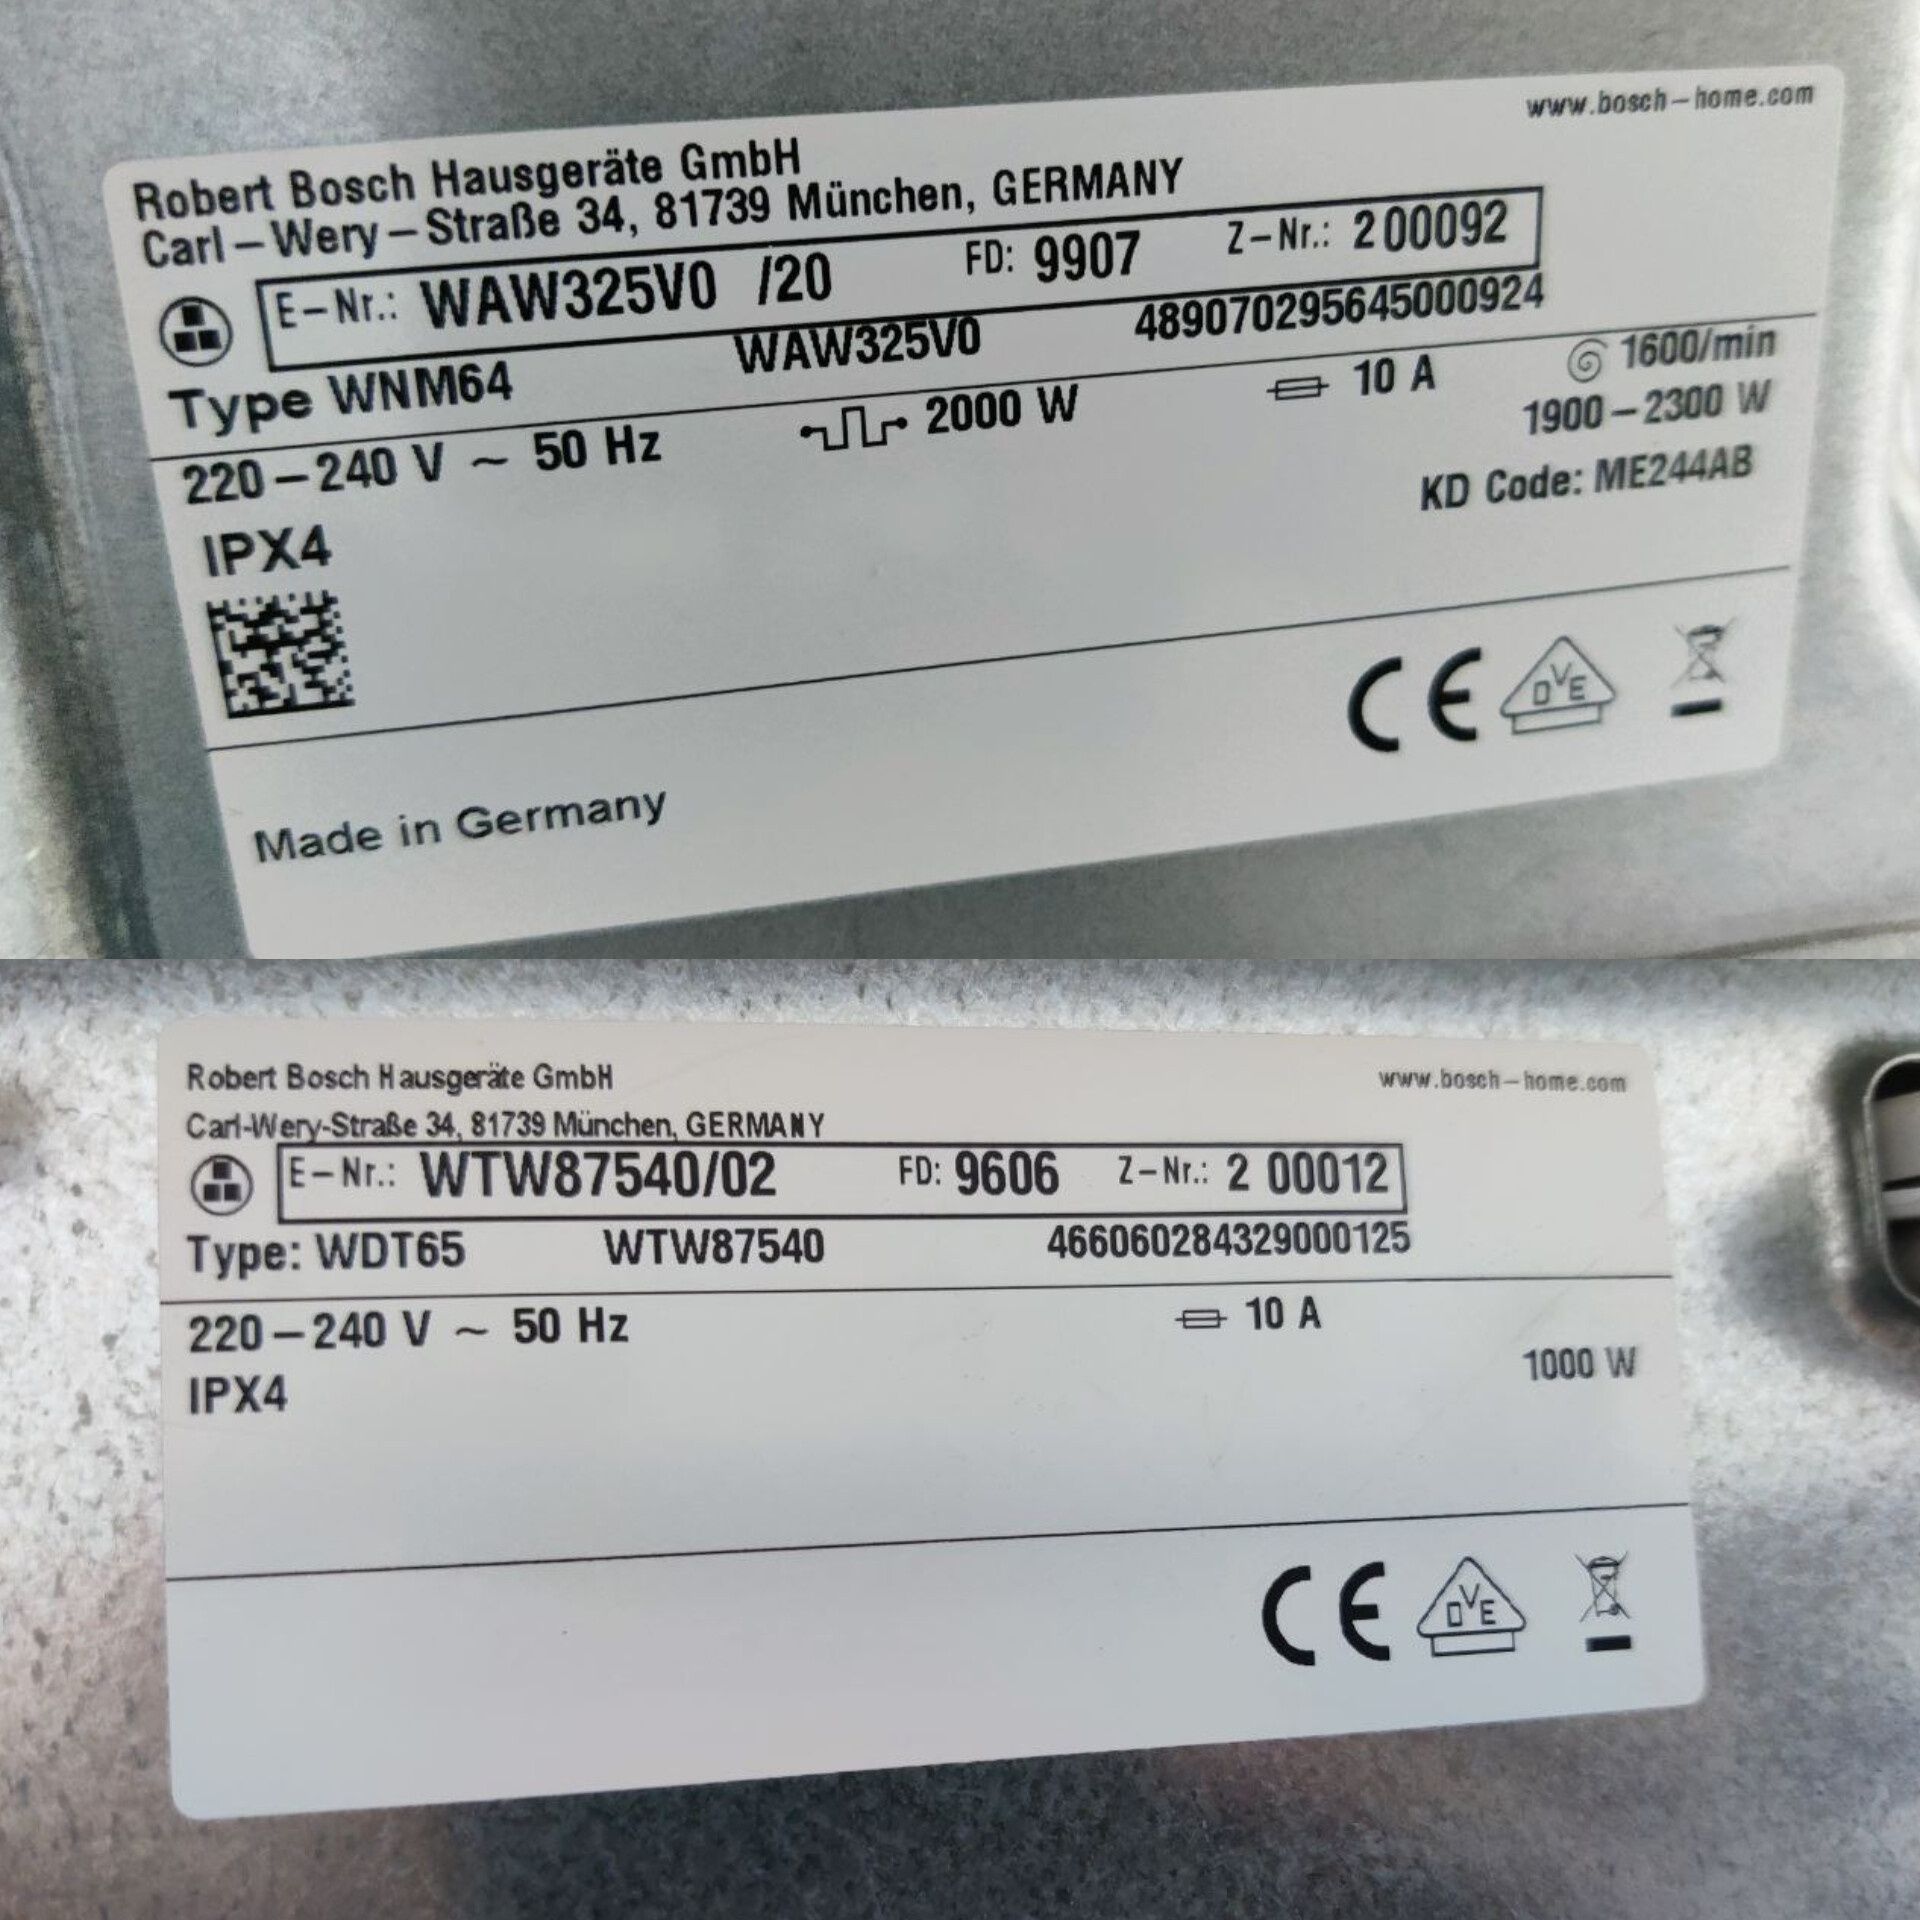 www.bosch-home.com
Robert Bosch Hausgeräte GmbH
Carl-Wery-Straße 34, 81739 München, GERMANY
E-Nr.: WAW325V0 /20 FD: 9907 Z-Nr.: 200092
Type WNM64 WAW325V0 489070295645000924
220-240 V ~ 50 Hz 2000 W 10 A 1600/min
1900-2300 W
IPX4 KD Code: ME244AB
CE DVE
Made in Germany
Robert Bosch Hausgeräte GmbH www.bosch-home.com
Carl-Wery-Straße 34, 81739 München, GERMANY
E-Nr.: WTW87540/02 FD: 9606 Z-Nr.: 2 00012
Type: WDT65 WTW87540 466060284329000125
220-240 V ~ 50 Hz 10 A
1000 W
IPX4
CE DVE